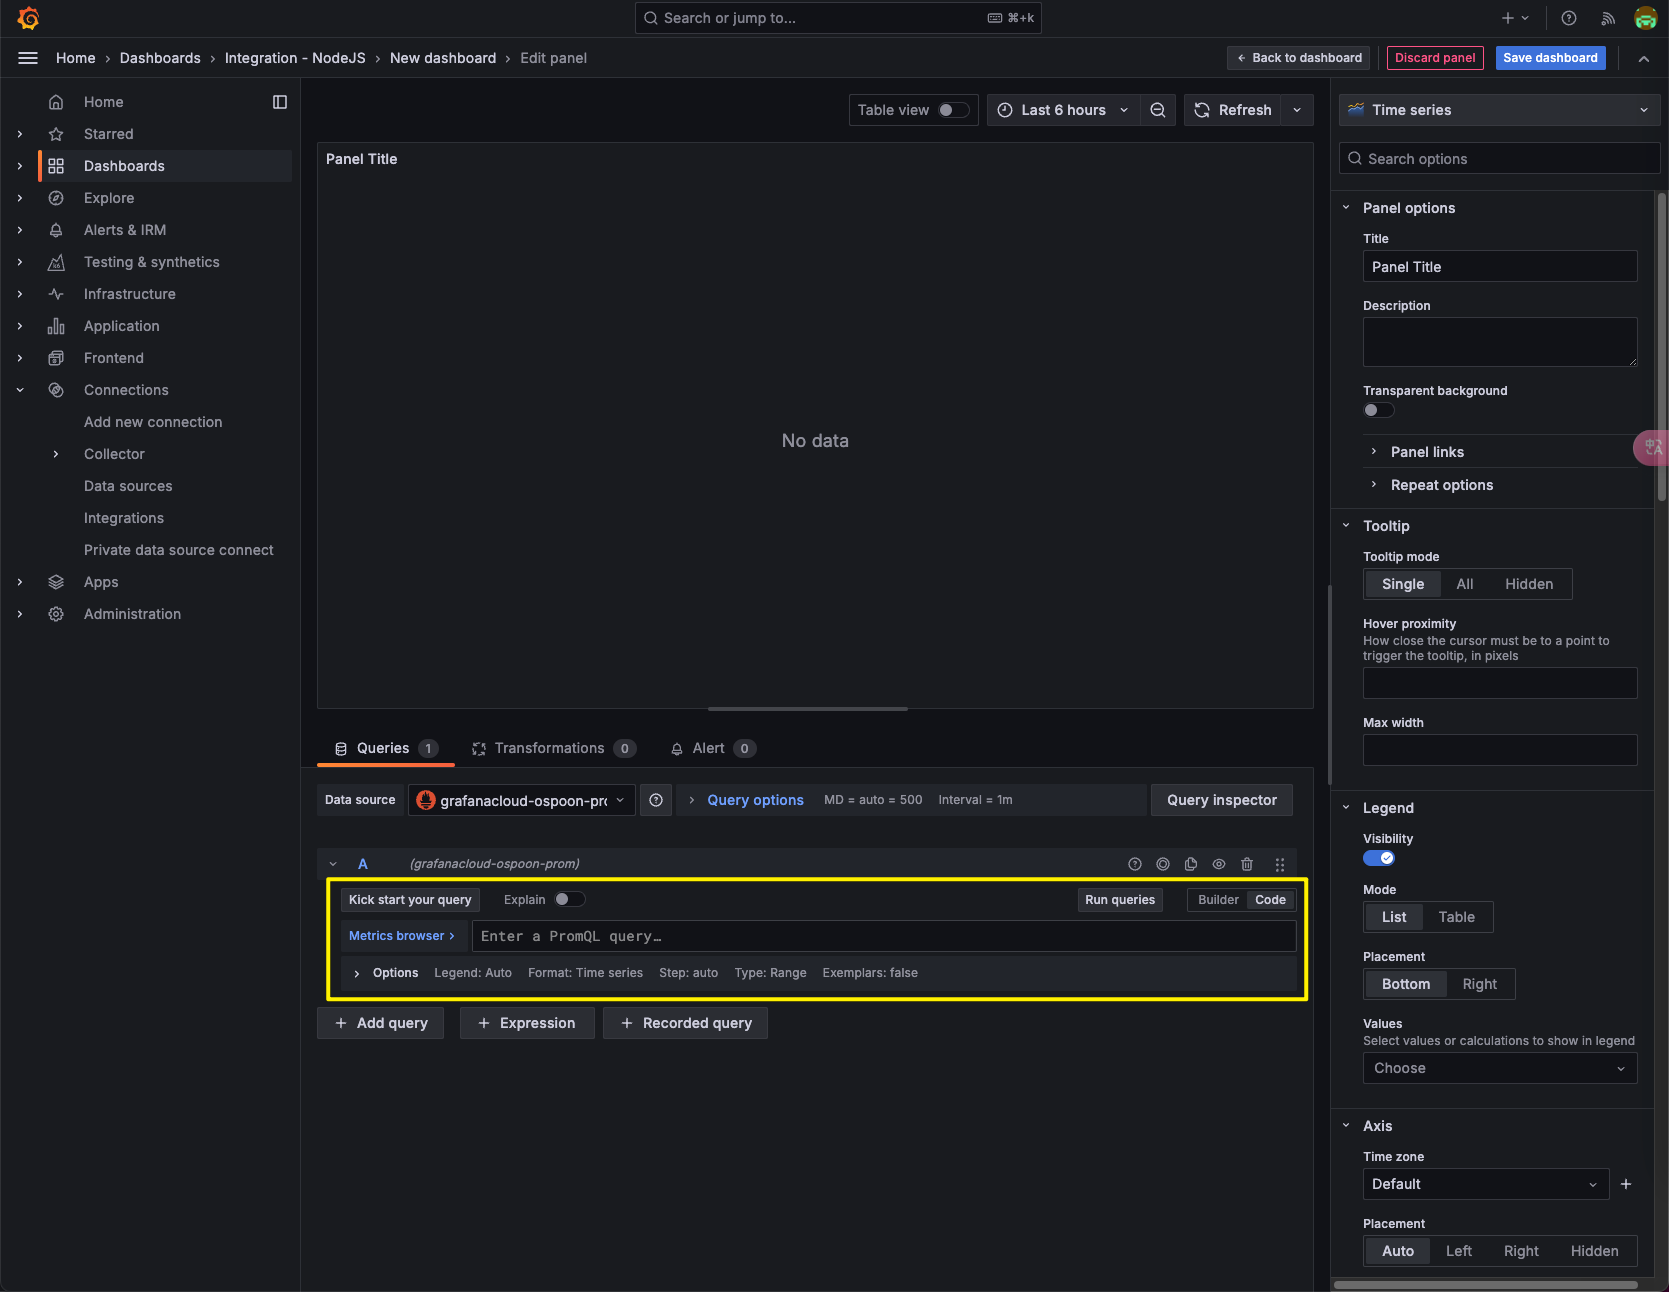 Search or jump to...
⌘+k
Home › Dashboards › Integration - NodeJS › New dashboard › Edit panel
← Back to dashboard
Discard panel
Save dashboard
Home
Starred
Dashboards
Explore
Alerts & IRM
Testing & synthetics
Infrastructure
Application
Frontend
Connections
Add new connection
Collector
Data sources
Integrations
Private data source connect
Apps
Administration
Table view
Last 6 hours
Refresh
Panel Title
No data
Queries 1
Transformations 0
Alert 0
Data source
grafanacloud-ospoon-pro
Query options
MD = auto = 500
Interval = 1m
Query inspector
A
(grafanacloud-ospoon-prom)
Kick start your query
Explain
Run queries
Builder
Code
Metrics browser >
Enter a PromQL query…
Options
Legend: Auto
Format: Time series
Step: auto
Type: Range
Exemplars: false
+ Add query
+ Expression
+ Recorded query
Time series
Search options
Panel options
Title
Panel Title
Description
Transparent background
Panel links
Repeat options
Tooltip
Tooltip mode
Single
All
Hidden
Hover proximity
How close the cursor must be to a point to
trigger the tooltip, in pixels
Max width
Legend
Visibility
Mode
List
Table
Placement
Bottom
Right
Values
Select values or calculations to show in legend
Choose
Axis
Time zone
Default
Placement
Auto
Left
Right
Hidden